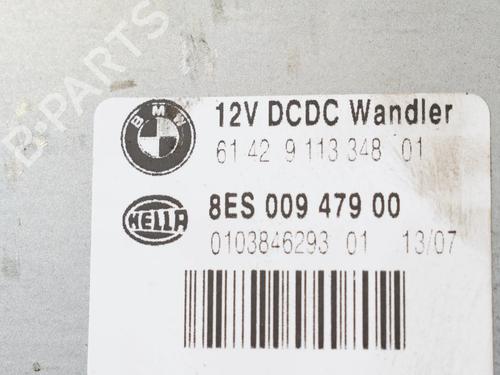 B-PARTS
BMW
12V DCDC Wandler
61 42 9 113 348 01
HELLA
8ES 009 479 00
0103846293 01 13/07